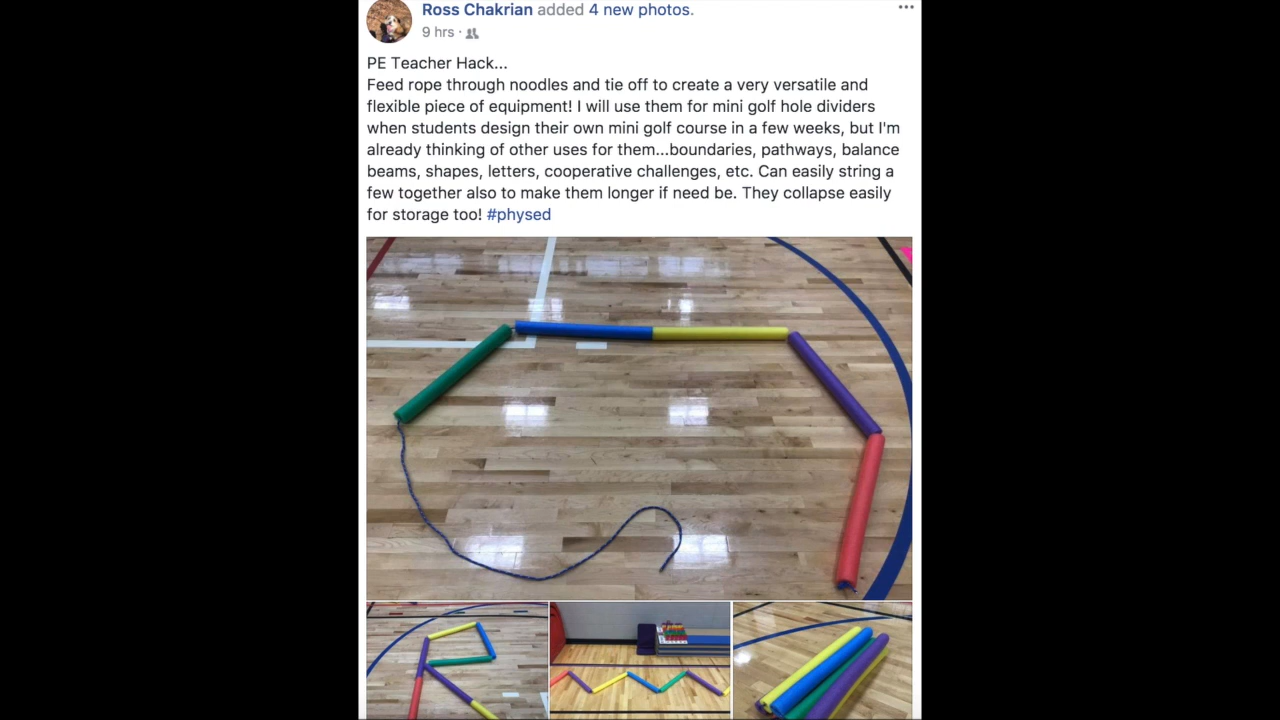 Ross Chakrian added 4 new photos.
9 hrs ·
PE Teacher Hack...
Feed rope through noodles and tie off to create a very versatile and
flexible piece of equipment! I will use them for mini golf hole dividers
when students design their own mini golf course in a few weeks, but I'm
already thinking of other uses for them...boundaries, pathways, balance
beams, shapes, letters, cooperative challenges, etc. Can easily string a
few together also to make them longer if need be. They collapse easily
for storage too! #physed